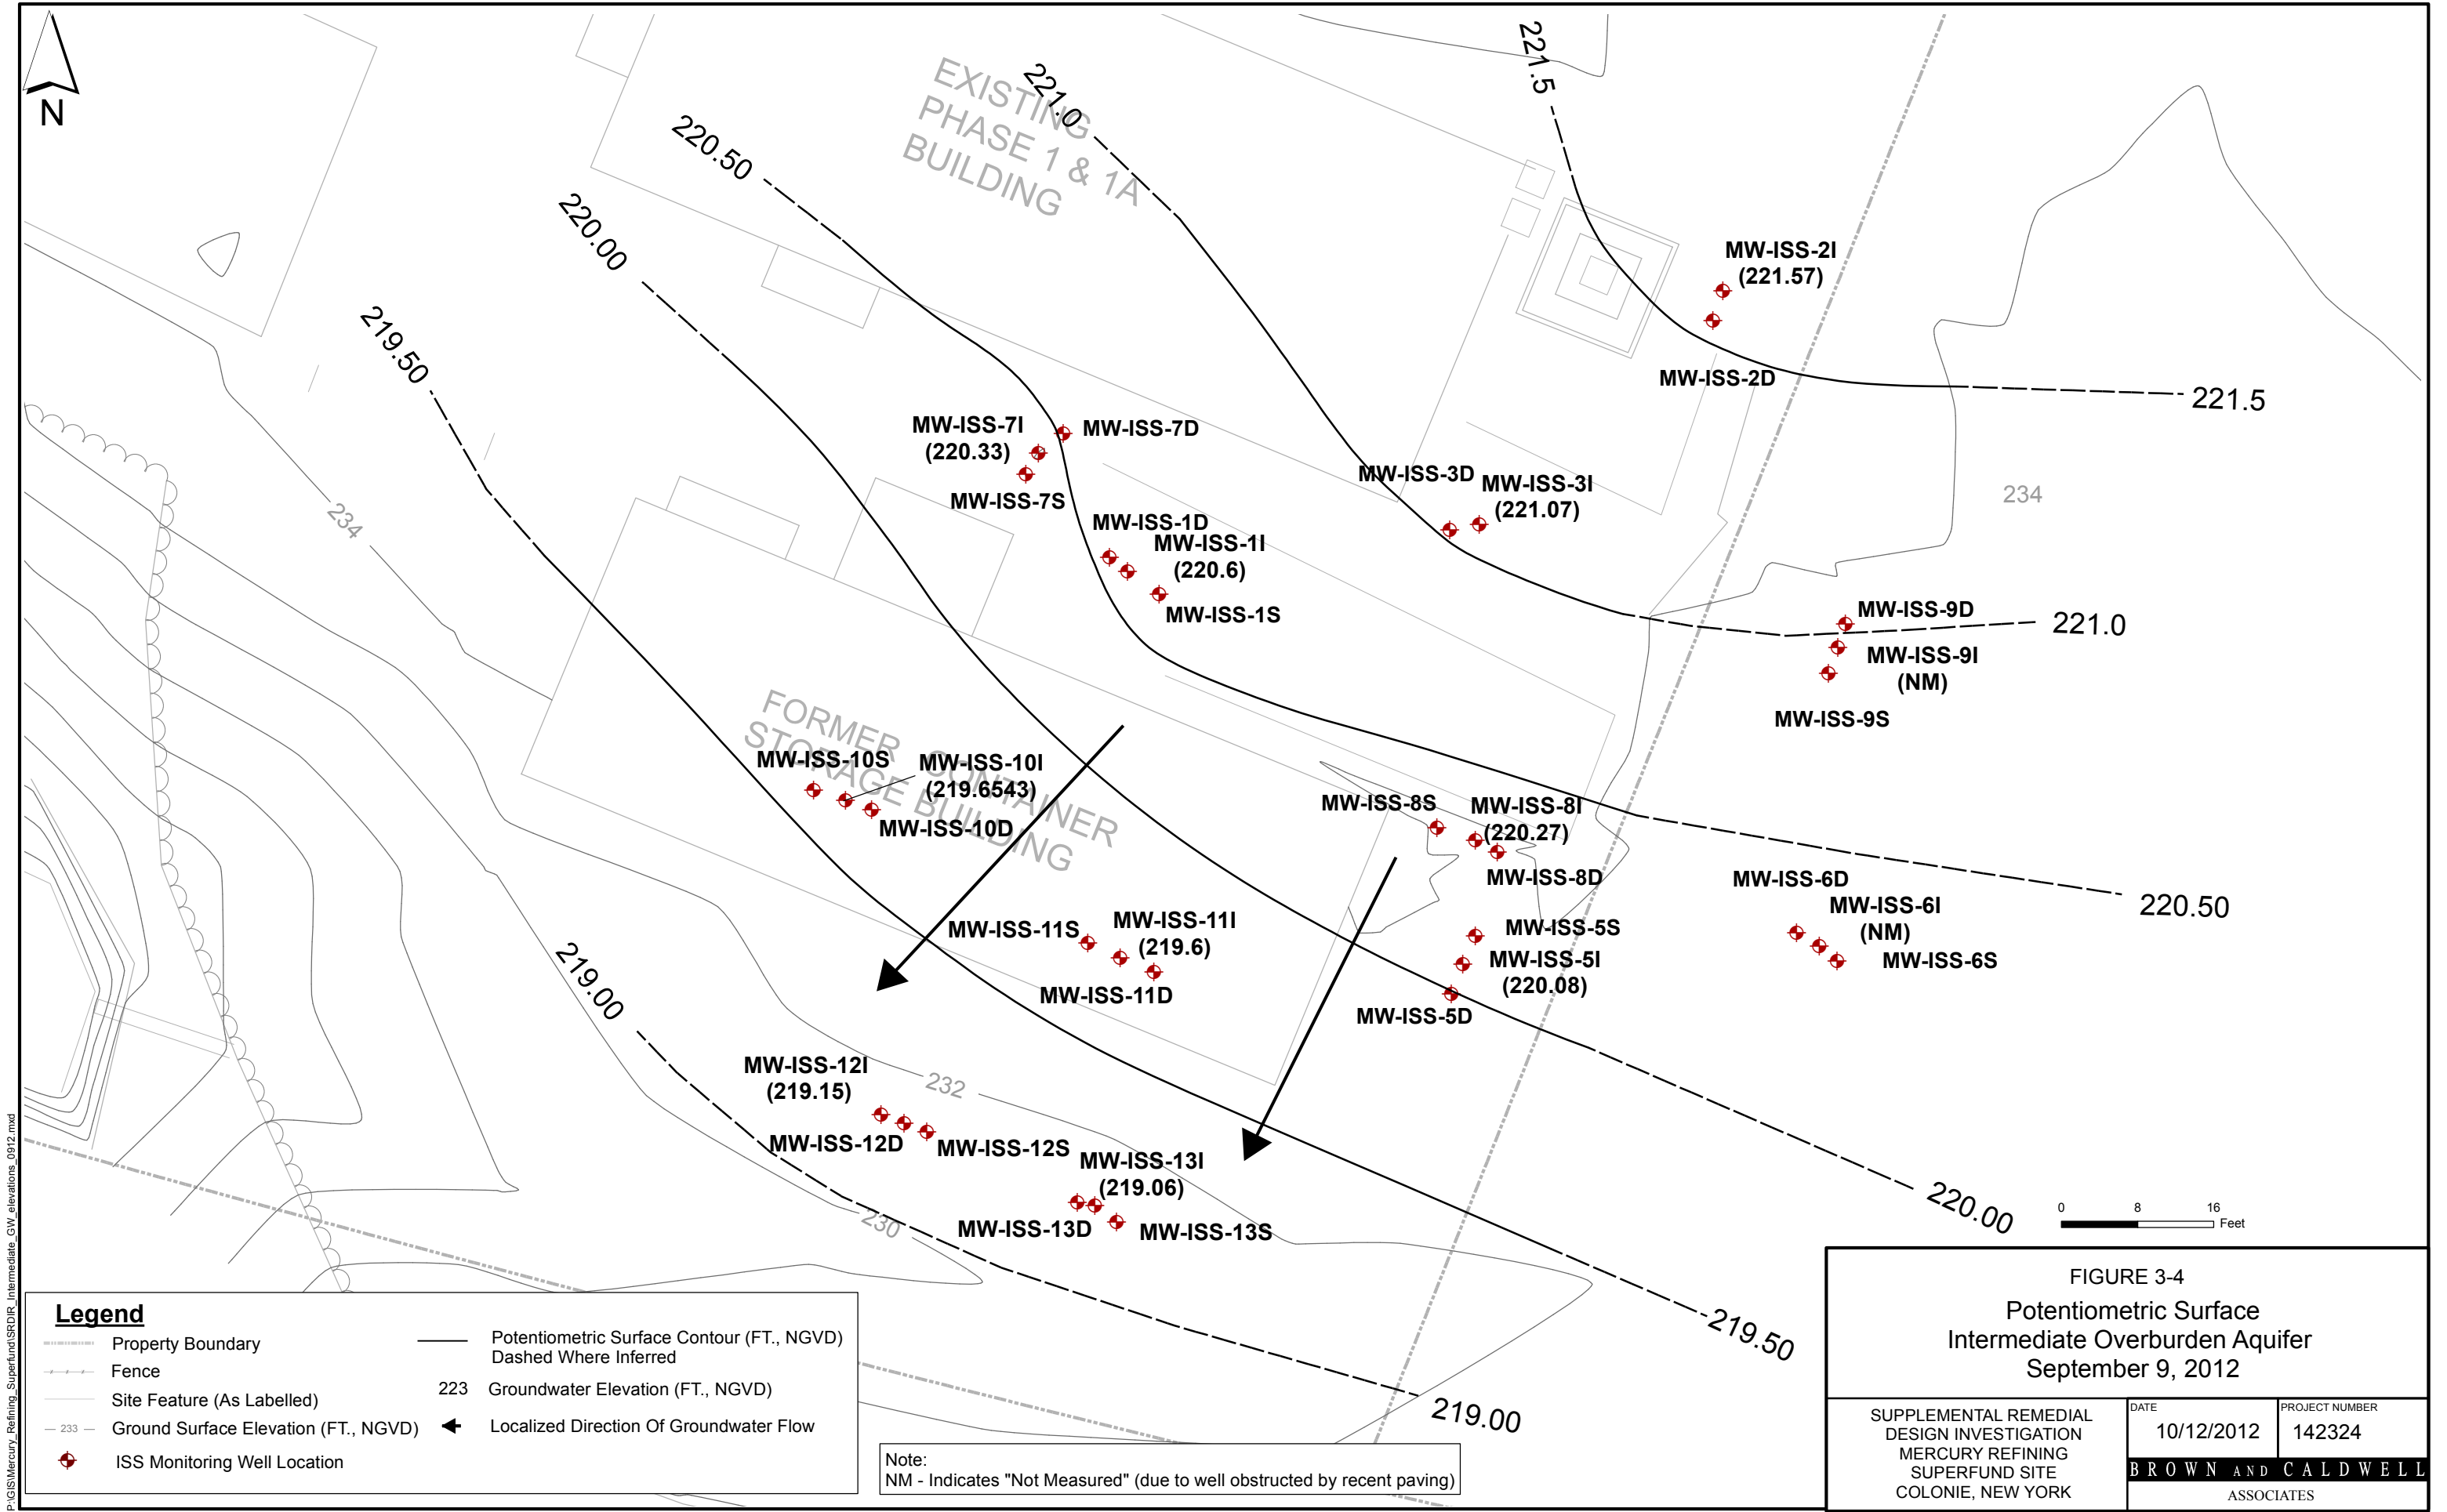 N
EXISTING
PHASE 1 & 1A
BUILDING
221.5
221.0
220.50
220.00
219.50
MW-ISS-2I
(221.57)
MW-ISS-2D
221.5
MW-ISS-7I
(220.33)
MW-ISS-7D
MW-ISS-7S
MW-ISS-3D
MW-ISS-3I
(221.07)
234
234
MW-ISS-1D
MW-ISS-1I
(220.6)
MW-ISS-1S
MW-ISS-9D
221.0
MW-ISS-9I
(NM)
MW-ISS-9S
FORMER CONTAINER
STORAGE BUILDING
MW-ISS-10S
MW-ISS-10I
(219.6543)
MW-ISS-10D
MW-ISS-8S
MW-ISS-8I
(220.27)
MW-ISS-8D
MW-ISS-6D
MW-ISS-6I
(NM)
MW-ISS-6S
220.50
MW-ISS-11S
MW-ISS-11I
(219.6)
MW-ISS-11D
MW-ISS-5S
MW-ISS-5I
(220.08)
MW-ISS-5D
219.00
MW-ISS-12I
(219.15)
MW-ISS-12D
MW-ISS-12S
232
MW-ISS-13I
(219.06)
MW-ISS-13D
MW-ISS-13S
230
220.00
219.50
219.00
0 8 16
Feet
Legend
Property Boundary
Fence
Site Feature (As Labelled)
233 Ground Surface Elevation (FT., NGVD)
ISS Monitoring Well Location
Potentiometric Surface Contour (FT., NGVD)
Dashed Where Inferred
223 Groundwater Elevation (FT., NGVD)
Localized Direction Of Groundwater Flow
Note:
NM - Indicates "Not Measured" (due to well obstructed by recent paving)
FIGURE 3-4
Potentiometric Surface
Intermediate Overburden Aquifer
September 9, 2012
SUPPLEMENTAL REMEDIAL
DESIGN INVESTIGATION
MERCURY REFINING
SUPERFUND SITE
COLONIE, NEW YORK
DATE
10/12/2012
PROJECT NUMBER
142324
BROWN AND CALDWELL
ASSOCIATES
P:\GIS\Mercury_Refining_Superfund\SRDIR_Intermediate_GW_elevations_0912.mxd